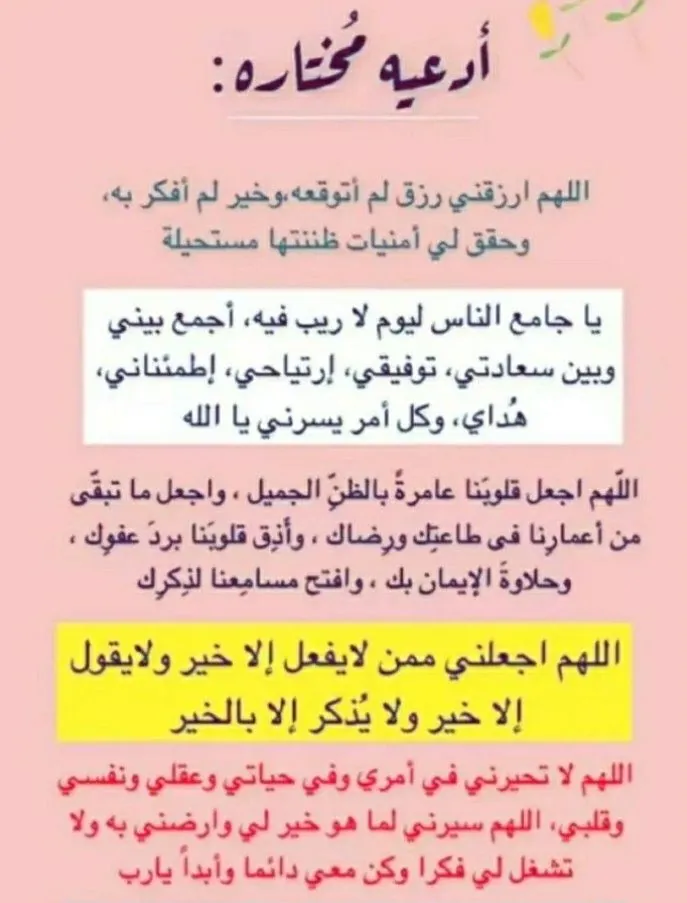 أدعيه مُختاره:
اللهم ارزقني رزق لم أتوقعه،وخير لم أفكر به،
وحقق لي أمنيات ظننتها مستحيلة
يا جامع الناس ليوم لا ريب فيه، أجمع بيني
وبين سعادتي، توفيقي، إرتياحي، إطمئناني،
هُداي، وكل أمر يسرني يا الله
اللّهم اجعل قلوبَنا عامرةً بالظنِّ الجميل ، واجعل ما تبقّى
من أعمارِنا فى طاعتِك ورِضاك ، وأَذِق قلوبَنا بردَ عفوِك ،
وحلاوةَ الإيمان بك ، وافتح مسامِعنا لذِكرِك
اللهم اجعلني ممن لايفعل إلا خير ولايقول
إلا خير ولا يُذكر إلا بالخير
اللهم لا تحيرني في أمري وفي حياتي وعقلي ونفسي
وقلبي، اللهم سيرني لما هو خير لي وارضني به ولا
تشغل لي فكرا وكن معي دائما وأبداً يارب